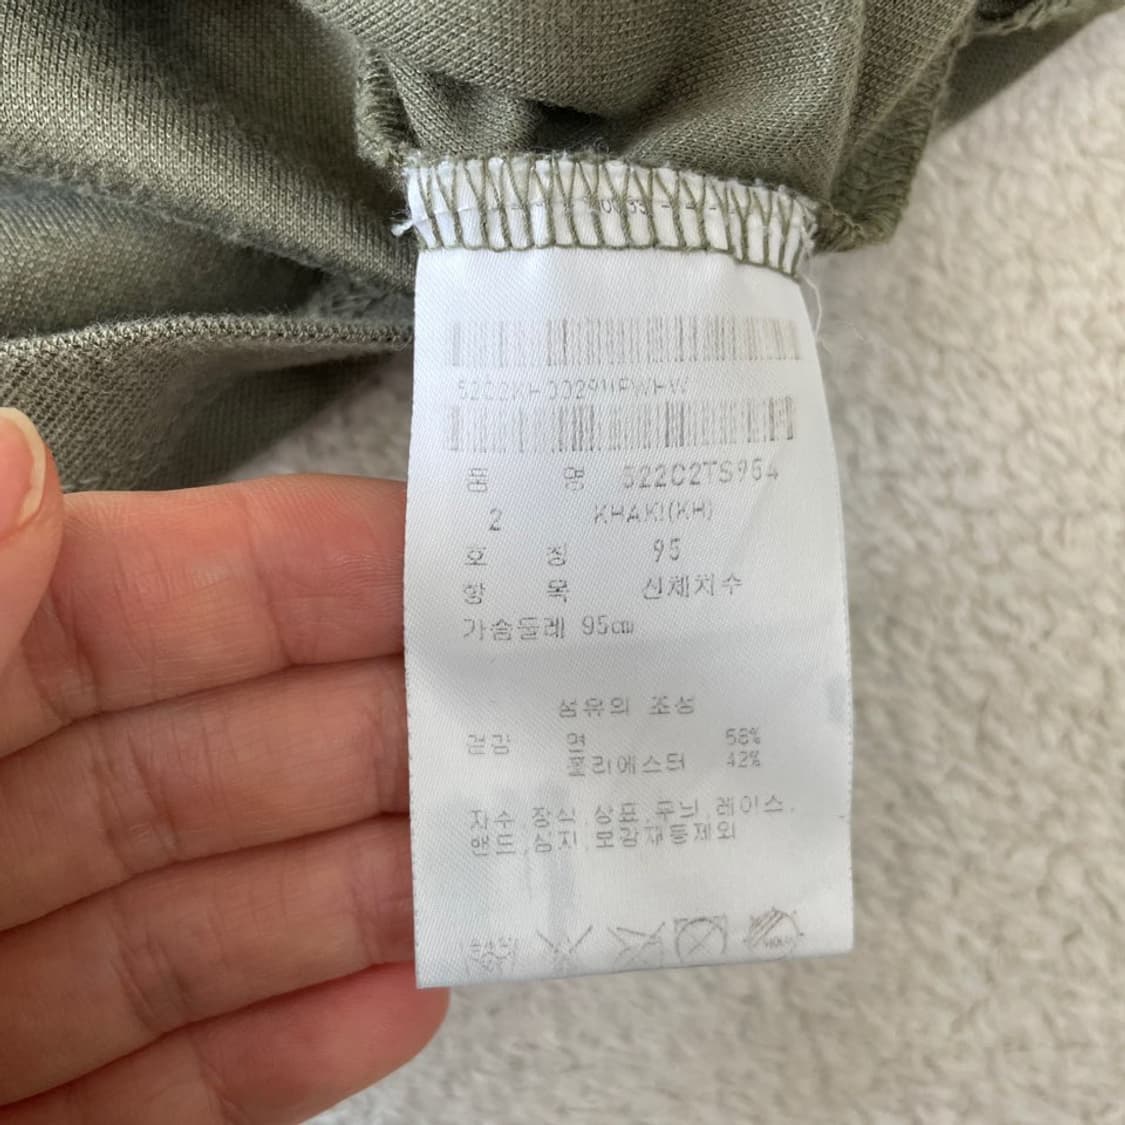 품 명 522C2TS954
2 KHAKI(KH)
호 칭 95
항 목 신체치수
가슴둘레 95cm
섬유의 조성
겉감 면 58%
폴리에스터 42%
자수,장식,상표,무늬,레이스,
밴드,심지,보강재등제외